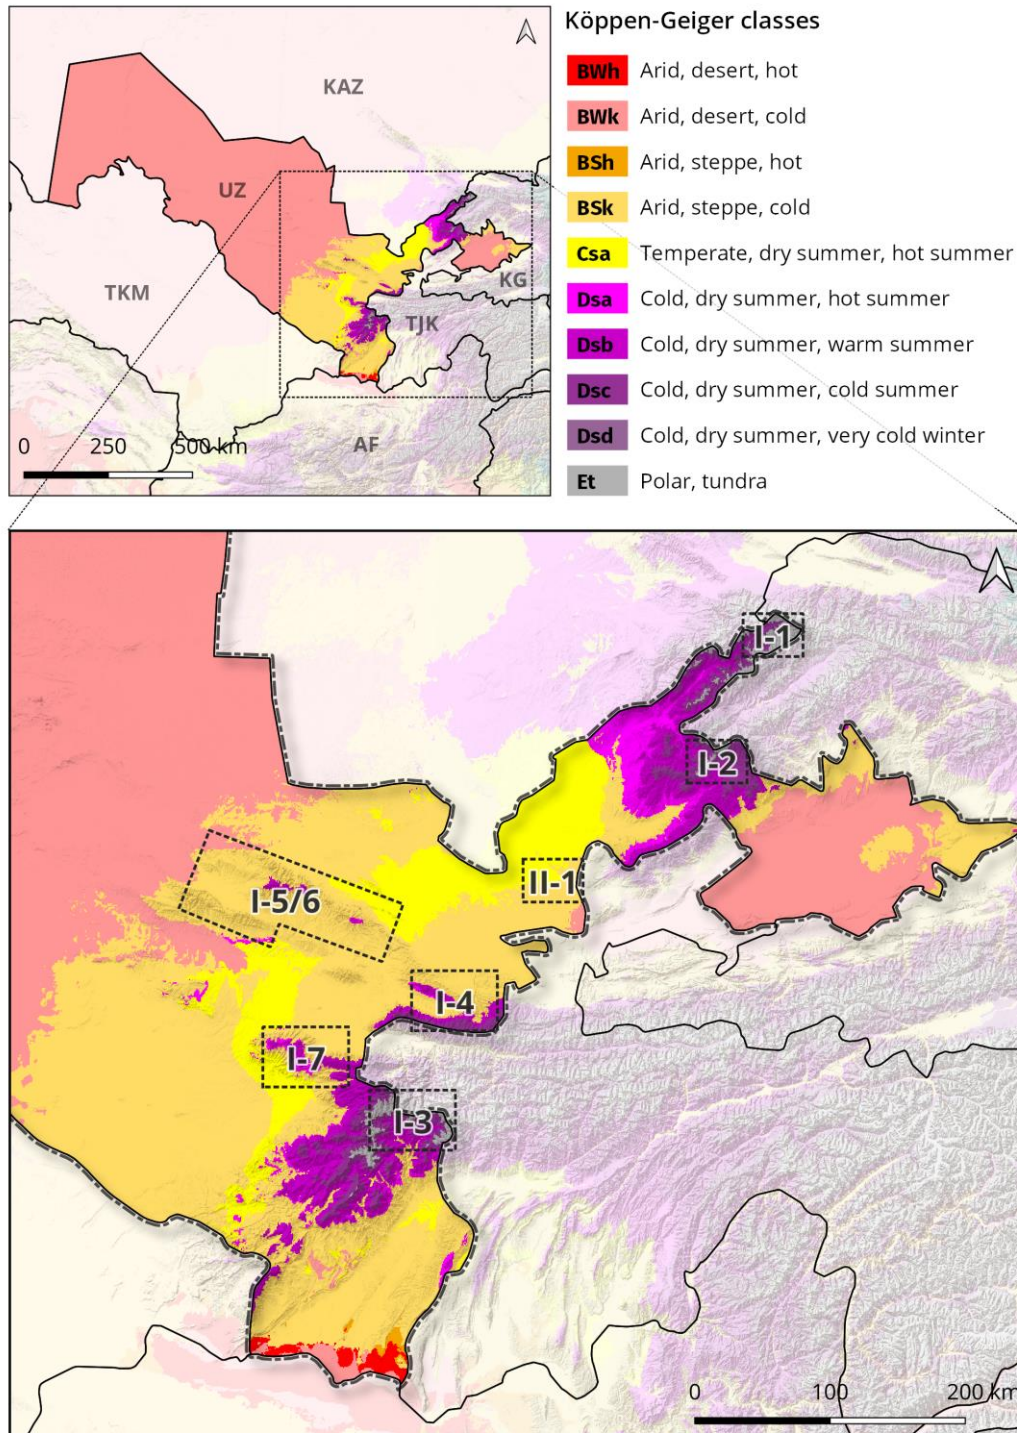 Köppen-Geiger classes
BWh Arid, desert, hot
BWk Arid, desert, cold
BSh Arid, steppe, hot
BSk Arid, steppe, cold
Csa Temperate, dry summer, hot summer
Dsa Cold, dry summer, hot summer
Dsb Cold, dry summer, warm summer
Dsc Cold, dry summer, cold summer
Dsd Cold, dry summer, very cold winter
Et Polar, tundra
KAZ
UZ
KG
TKM
TJK
AF
0 250 500 km
I-1
I-2
II-1
I-5/6
I-4
I-7
I-3
0 100 200 km